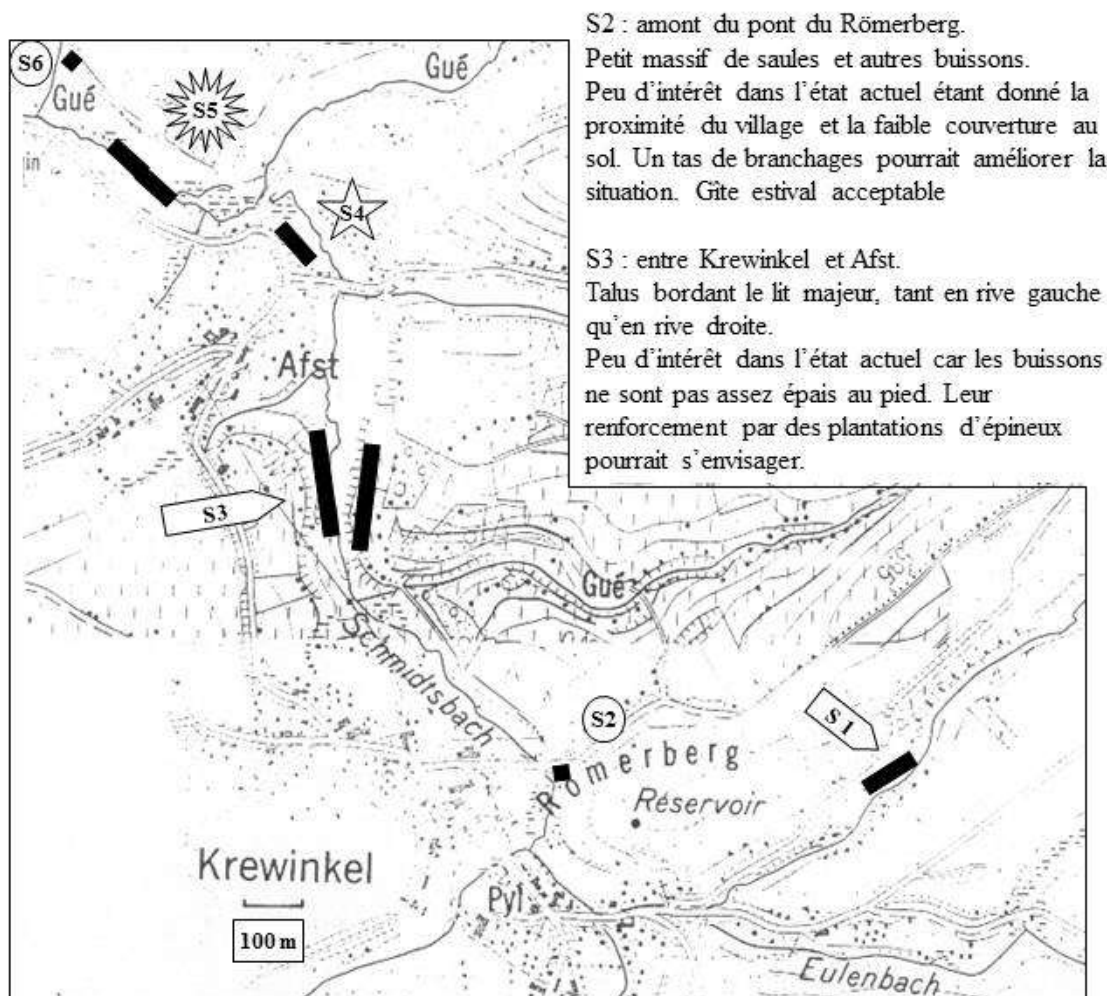 S2 : amont du pont du Römerberg.
Petit massif de saules et autres buissons.
Peu d’intérêt dans l’état actuel étant donné la
proximité du village et la faible couverture au
sol. Un tas de branchages pourrait améliorer la
situation. Gîte estival acceptable
S3 : entre Krewinkel et Afst.
Talus bordant le lit majeur, tant en rive gauche
qu’en rive droite.
Peu d’intérêt dans l’état actuel car les buissons
ne sont pas assez épais au pied. Leur
renforcement par des plantations d’épineux
pourrait s’envisager.
S6
Gué
S5
Gué
in
S4
Afst
S3
Gué
Schmidtsbach
S2
S 1
Römerberg
Réservoir
Krewinkel
Pyl
100 m
Eulenbach